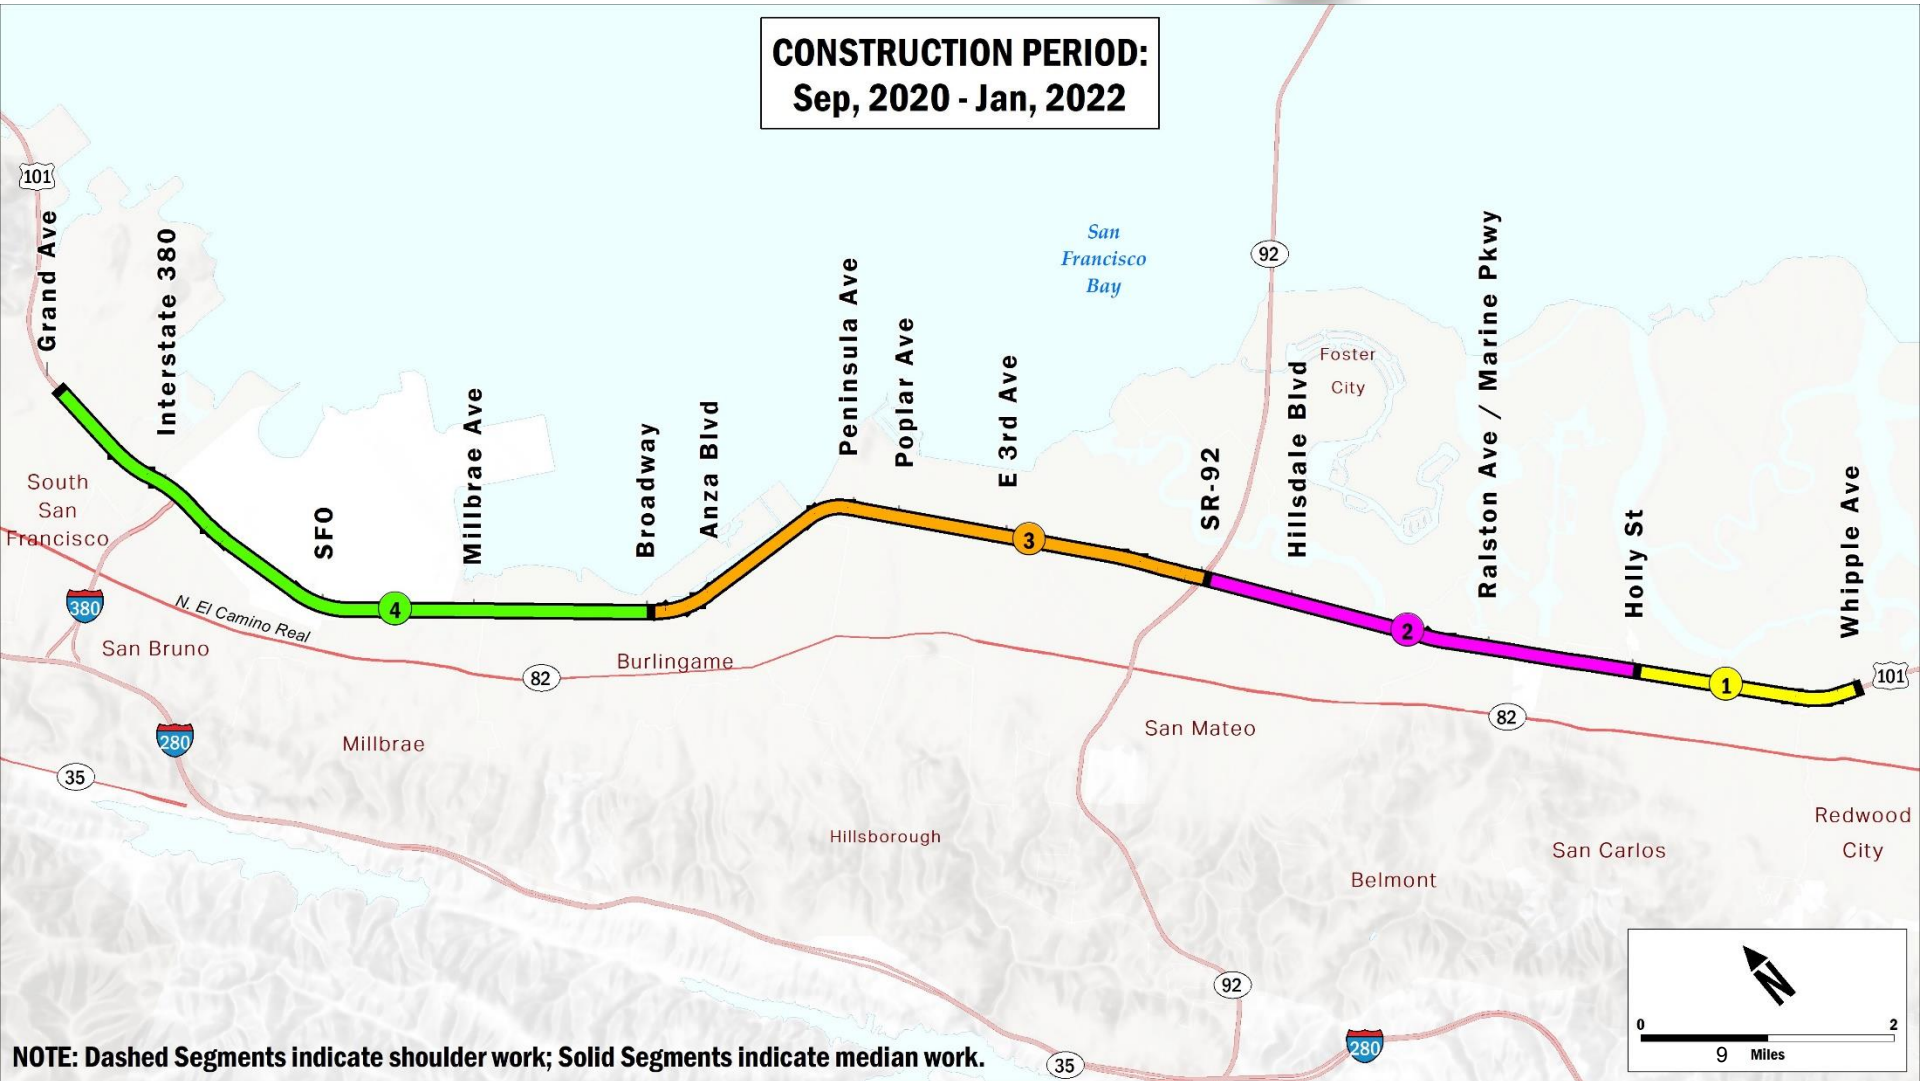 CONSTRUCTION PERIOD:
Sep, 2020 - Jan, 2022
101
Grand Ave
Interstate 380
SFO
Millbrae Ave
Broadway
Anza Blvd
Peninsula Ave
Poplar Ave
E 3rd Ave
San
Francisco
Bay
92
SR-92
Hillsdale Blvd
Foster
City
Ralston Ave / Marine Pkwy
Holly St
Whipple Ave
101
South
San
Francisco
380
N. El Camino Real
4
3
2
1
San Bruno
82
Burlingame
82
280
Millbrae
San Mateo
35
Hillsborough
Belmont
San Carlos
Redwood
City
92
280
35
N
0
2
9
Miles
NOTE: Dashed Segments indicate shoulder work; Solid Segments indicate median work.